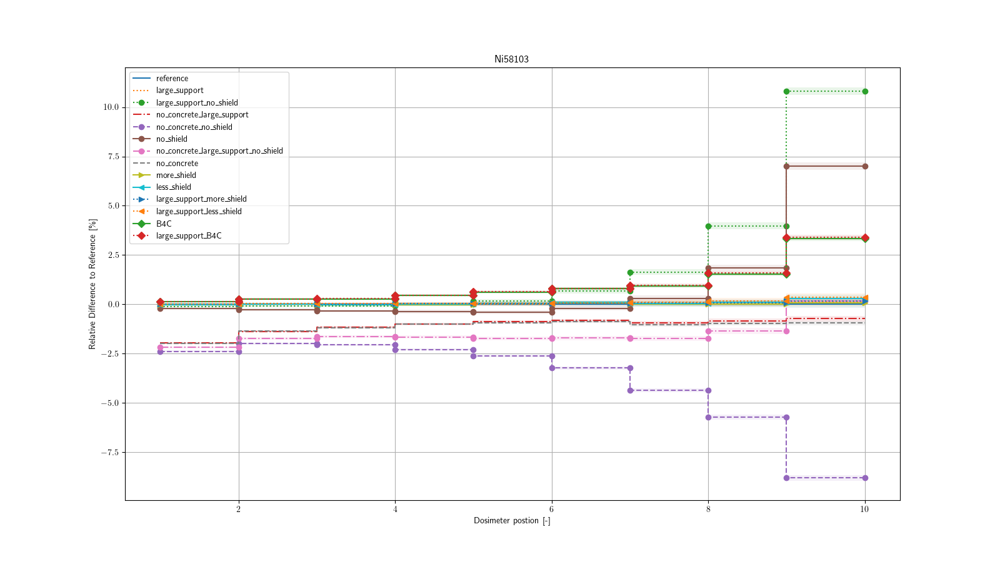 Ni58103
reference
large_support
large_support_no_shield
no_concrete_large_support
no_concrete_no_shield
no_shield
no_concrete_large_support_no_shield
no_concrete
more_shield
less_shield
large_support_more_shield
large_support_less_shield
B4C
large_support_B4C
10.0
7.5
5.0
2.5
0.0
−2.5
−5.0
−7.5
Relative Difference to Reference [%]
2
4
6
8
10
Dosimeter postion [-]